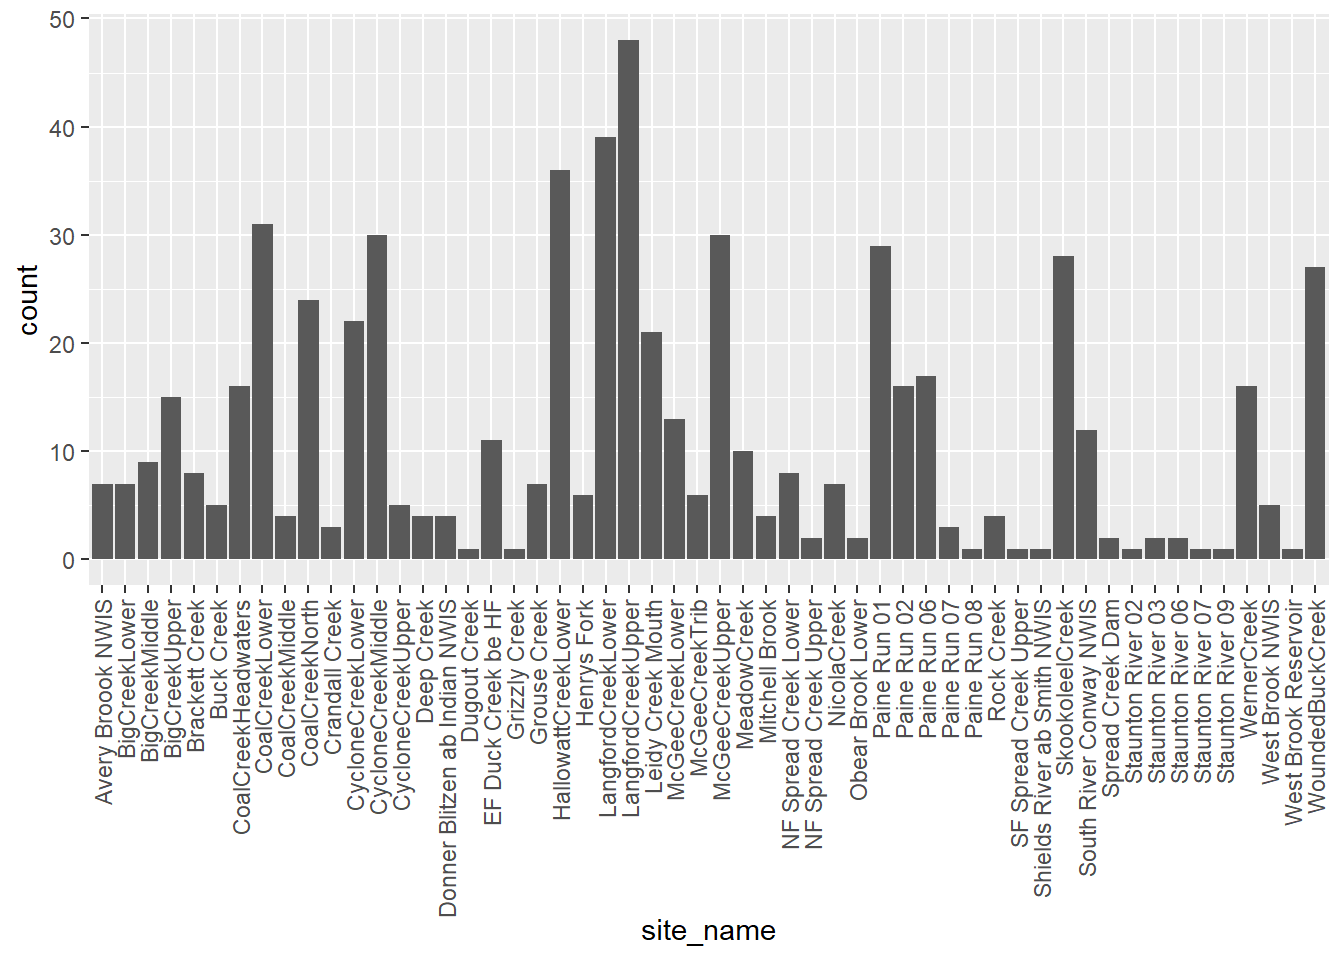 50
40
30
20
10
0
count
Avery Brook NWIS
BigCreekLower
BigCreekMiddle
BigCreekUpper
Brackett Creek
Buck Creek
CoalCreekHeadwaters
CoalCreekLower
CoalCreekMiddle
CoalCreekNorth
Crandall Creek
CycloneCreekLower
CycloneCreekMiddle
CycloneCreekUpper
Deep Creek
Donner Blitzen ab Indian NWIS
Dugout Creek
EF Duck Creek be HF
Grizzly Creek
Grouse Creek
HallowattCreekLower
Henrys Fork
LangfordCreekLower
LangfordCreekUpper
Leidy Creek Mouth
McGeeCreekLower
McGeeCreekTrib
McGeeCreekUpper
MeadowCreek
Mitchell Brook
NF Spread Creek Lower
NF Spread Creek Upper
NicolaCreek
Obear Brook Lower
Paine Run 01
Paine Run 02
Paine Run 06
Paine Run 07
Paine Run 08
Rock Creek
SF Spread Creek Upper
Shields River ab Smith NWIS
SkookoleelCreek
South River Conway NWIS
Spread Creek Dam
Staunton River 02
Staunton River 03
Staunton River 06
Staunton River 07
Staunton River 09
WernerCreek
West Brook NWIS
West Brook Reservoir
WoundedBuckCreek
site_name